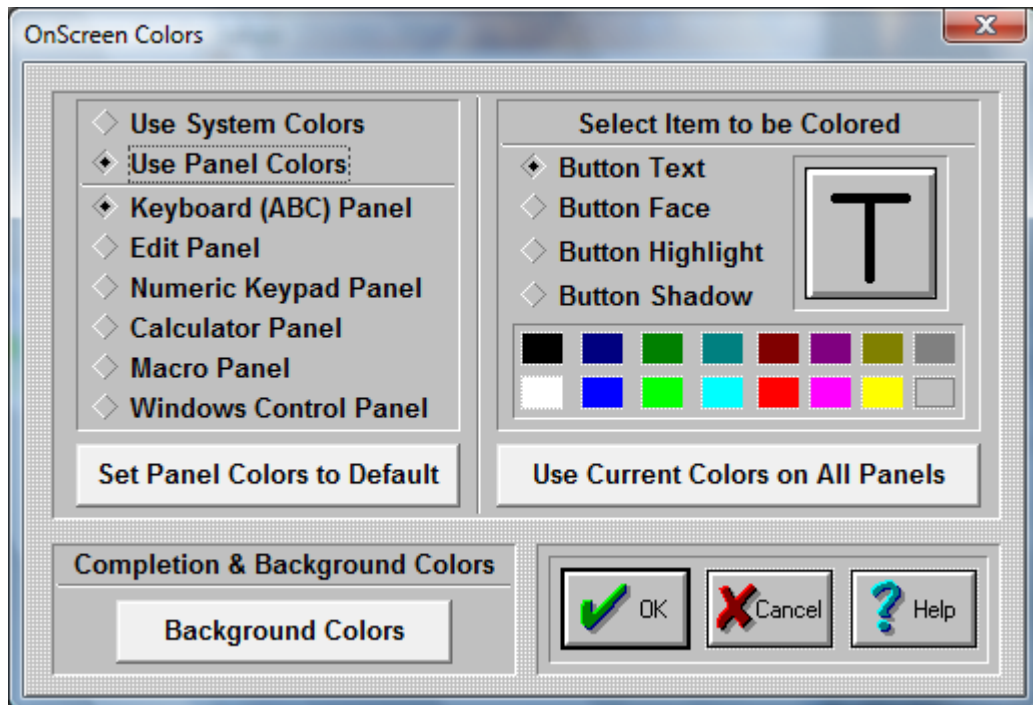 OnScreen Colors
Use System Colors
Use Panel Colors
Keyboard (ABC) Panel
Edit Panel
Numeric Keypad Panel
Calculator Panel
Macro Panel
Windows Control Panel
Set Panel Colors to Default
Select Item to be Colored
Button Text
Button Face
Button Highlight
Button Shadow
T
Use Current Colors on All Panels
Completion & Background Colors
Background Colors
OK
Cancel
Help